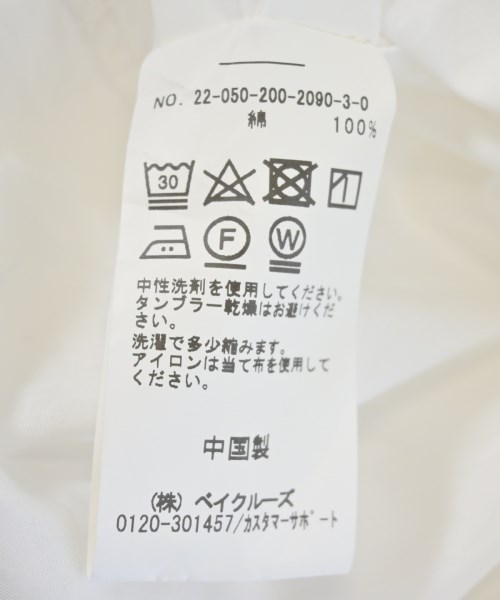 NO. 22-050-200-2090-3-0
綿 100%
30
F W
中性洗剤を使用してください。
タンブラー乾燥はお避けくだ
さい。
洗濯で多少縮みます。
アイロンは当て布を使用して
ください。
中国製
(株) ベイクルーズ
0120-301457/カスタマーサポート